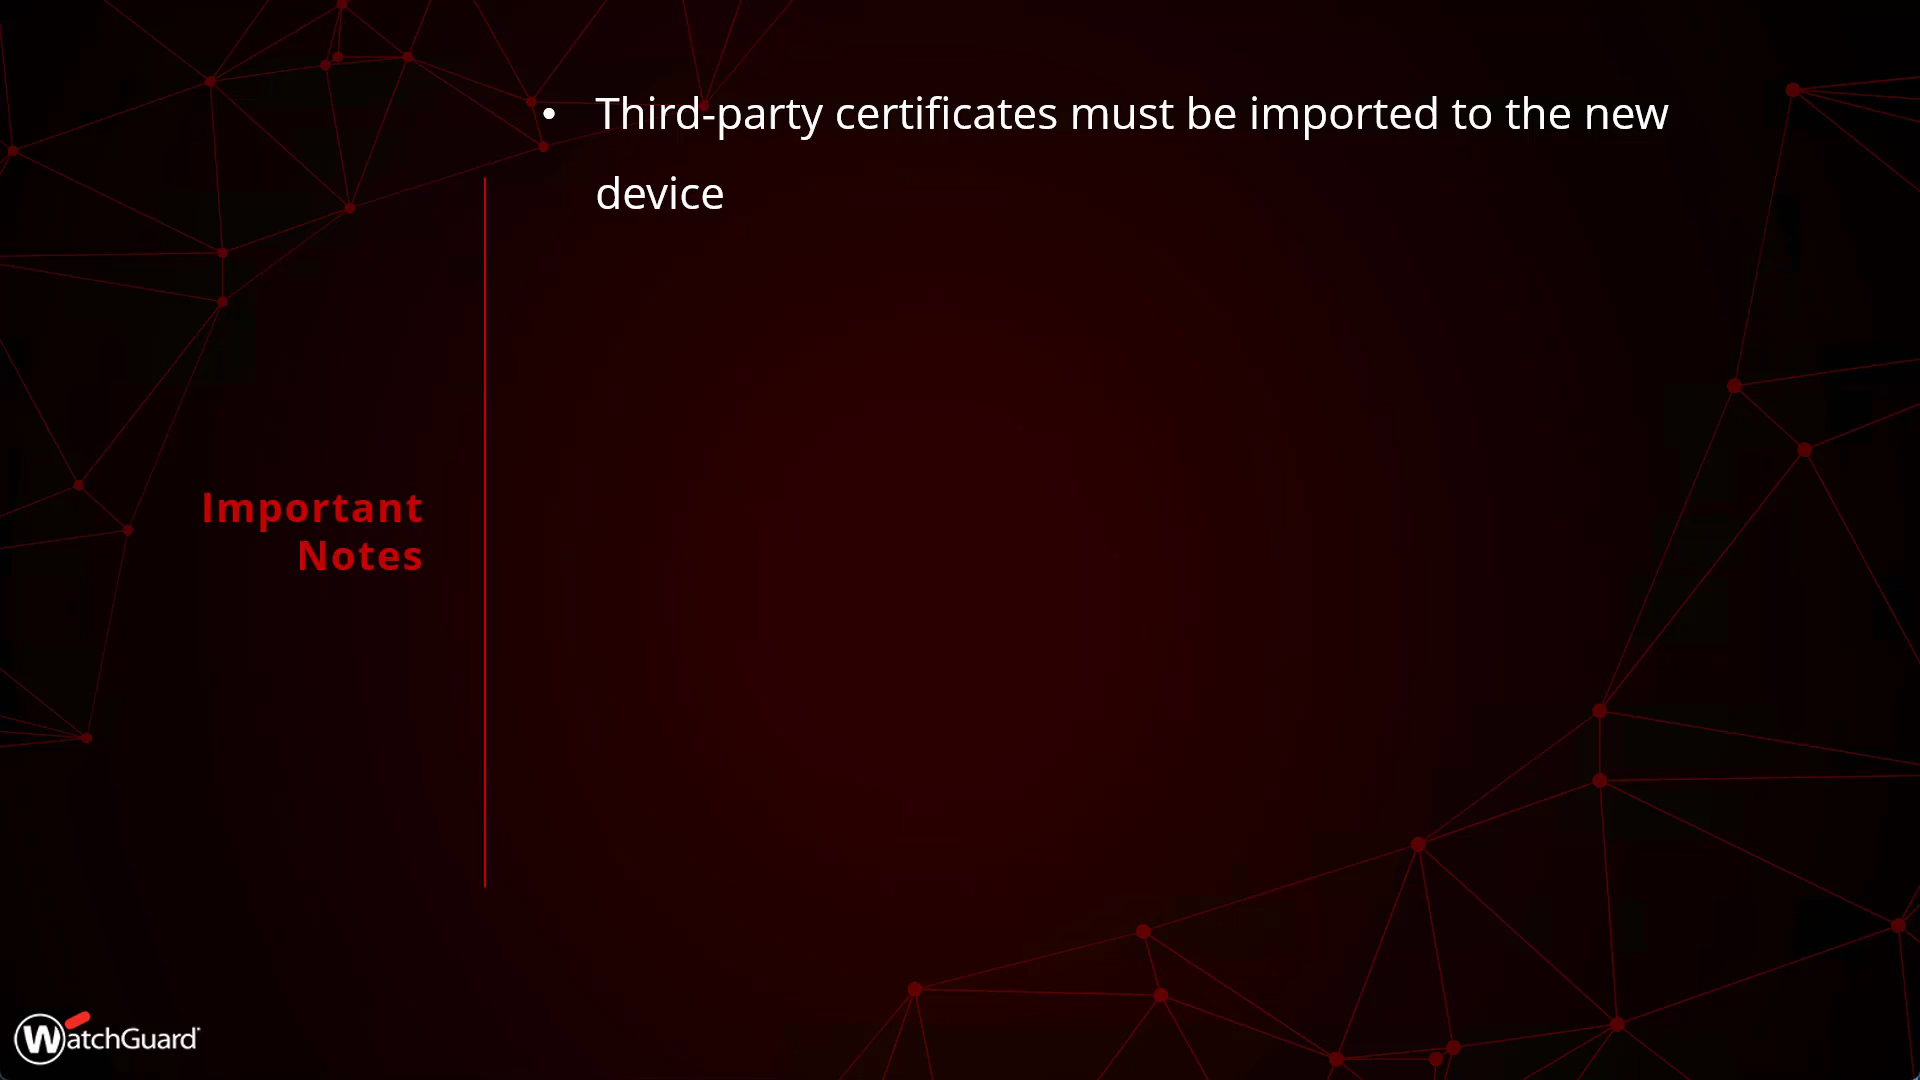 • Third-party certificates must be imported to the new
device
Important
Notes
WatchGuard